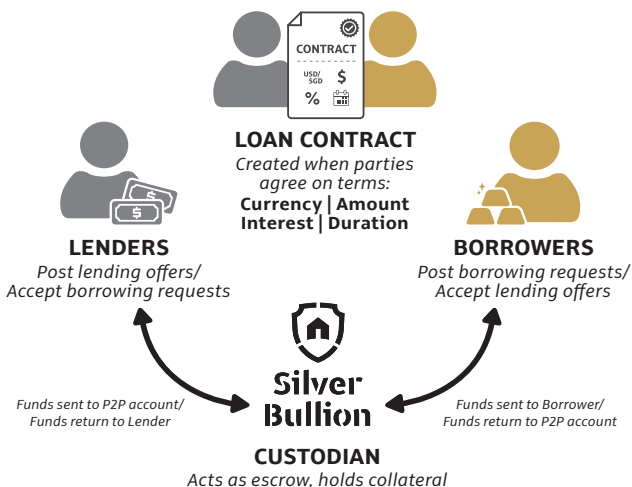 CONTRACT
USD/
SGD
$
%
LOAN CONTRACT
Created when parties
agree on terms:
Currency | Amount
Interest | Duration
$
$
LENDERS
Post lending offers/
Accept borrowing requests
BORROWERS
Post borrowing requests/
Accept lending offers
Funds sent to P2P account/
Funds return to Lender
Silver
Bullion
Funds sent to Borrower/
Funds return to P2P account
CUSTODIAN
Acts as escrow, holds collateral